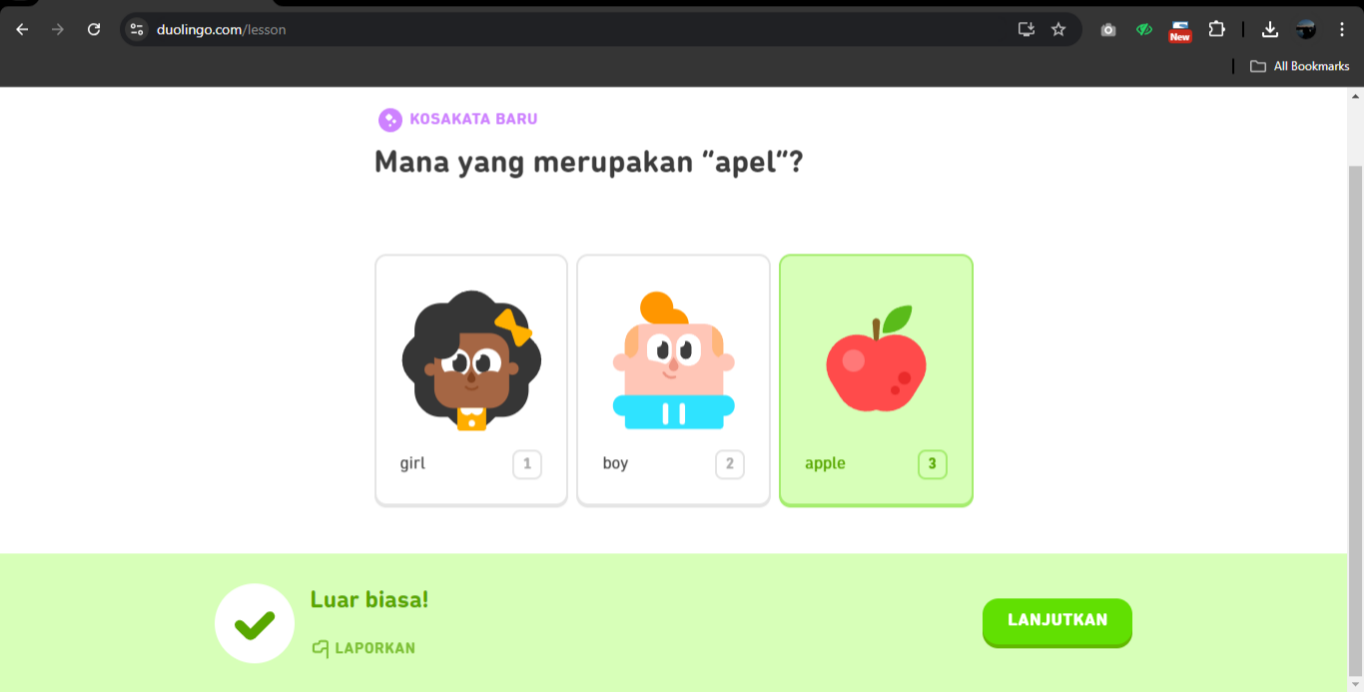 duolingo.com/lesson
New
All Bookmarks
KOSAKATA BARU
Mana yang merupakan "apel"?
girl 1
boy 2
apple 3
Luar biasa!
LAPORKAN
LANJUTKAN